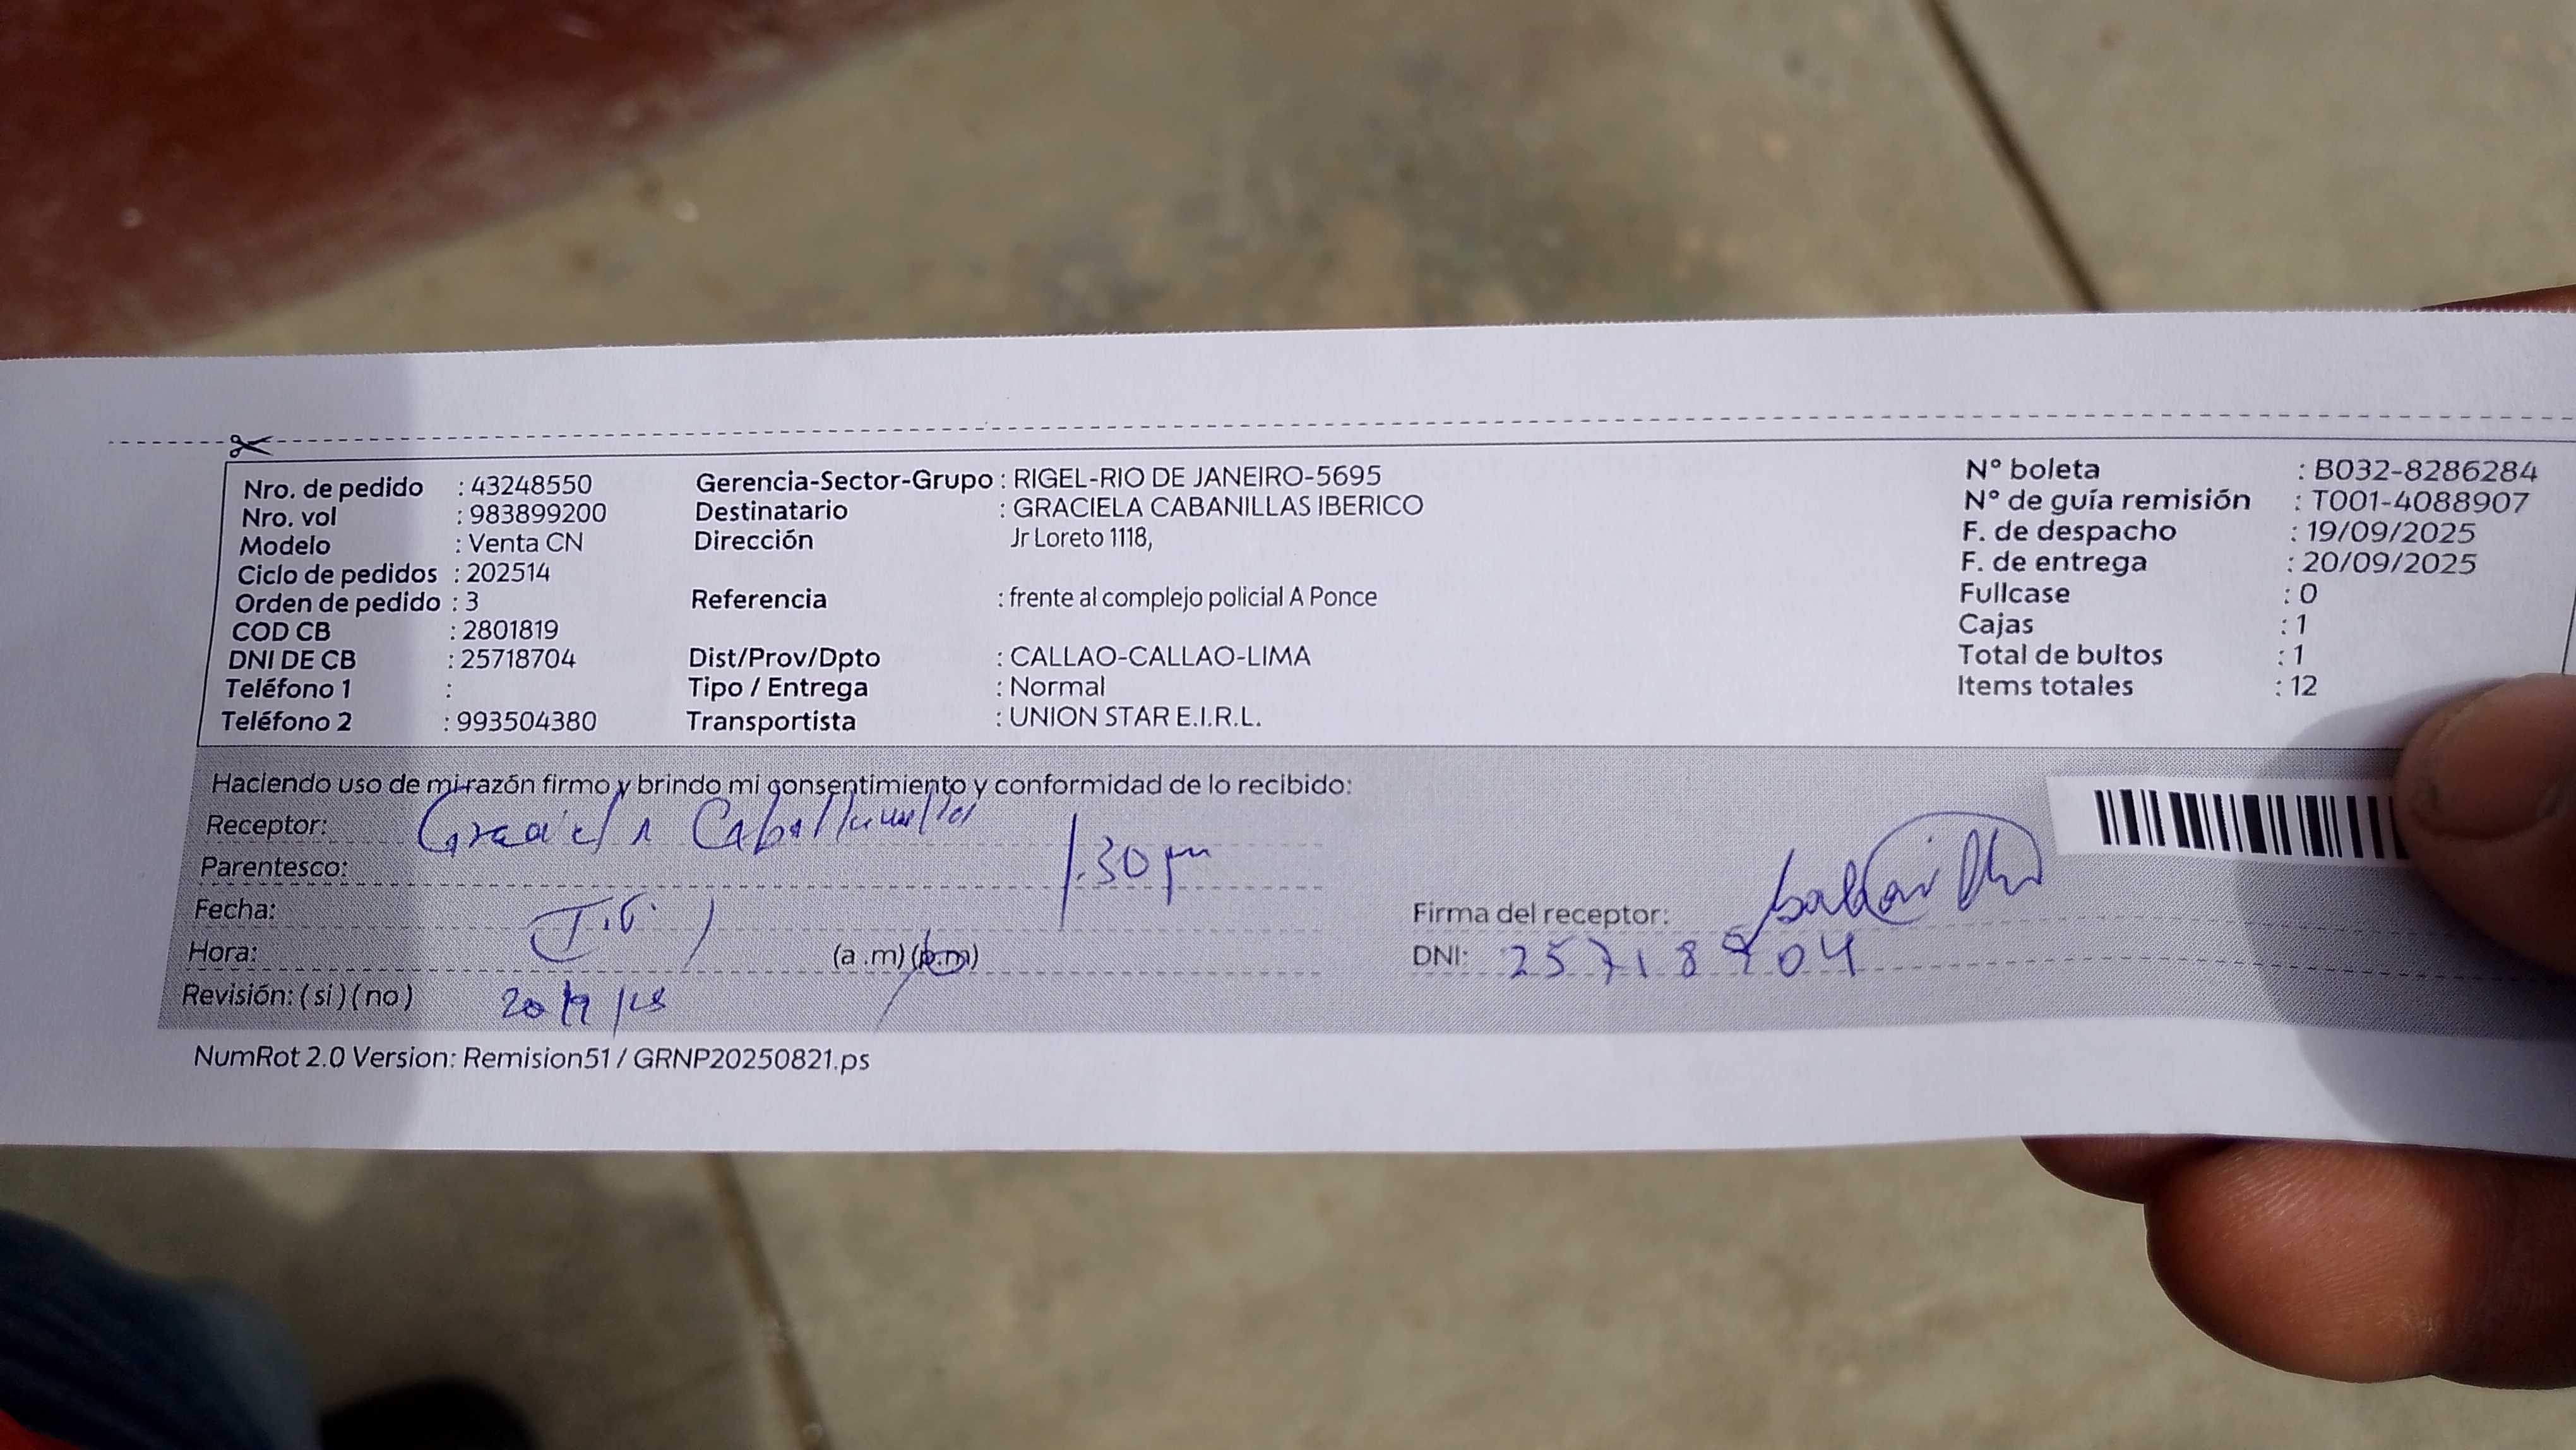 Nro. de pedido : 43248550 Gerencia-Sector-Grupo : RIGEL-RIO DE JANEIRO-5695 N° boleta : B032-8286284
Nro. vol : 983899200 Destinatario : GRACIELA CABANILLAS IBERICO N° de guía remisión : T001-4088907
Modelo : Venta CN Dirección Jr Loreto 1118, F. de despacho : 19/09/2025
Ciclo de pedidos : 202514 F. de entrega : 20/09/2025
Orden de pedido : 3 Referencia : frente al complejo policial A Ponce Fullcase : 0
COD CB : 2801819 Cajas : 1
DNI DE CB : 25718704 Dist/Prov/Dpto : CALLAO-CALLAO-LIMA Total de bultos : 1
Teléfono 1 : Tipo / Entrega : Normal Items totales : 12
Teléfono 2 : 993504380 Transportista : UNION STAR E.I.R.L.
Haciendo uso de mi razón firmo y brindo mi consentimiento y conformidad de lo recibido:
Receptor: Graciela
Parentesco: 1.30 pm
Fecha: Firma del receptor:
Hora: (a .m) (p.m) DNI: 25718704
Revisión: ( si ) ( no ) 20/9/25
NumRot 2.0 Version: Remision51 / GRNP20250821.ps